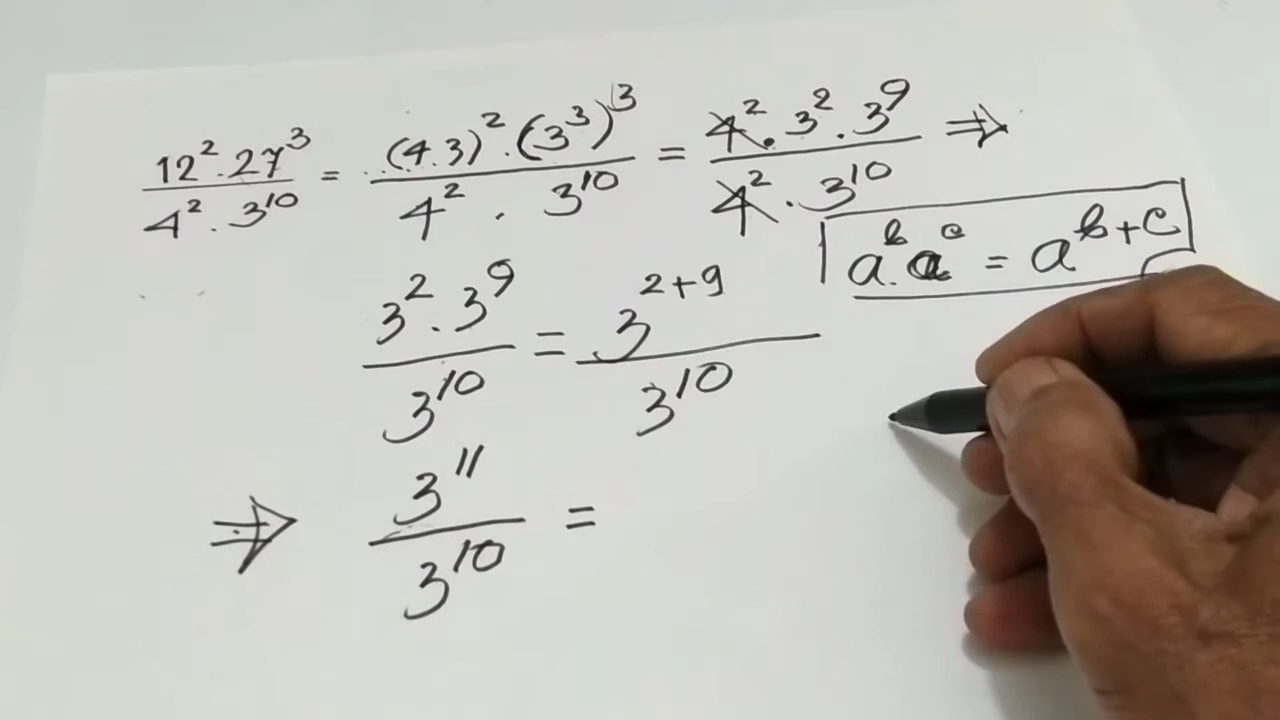 12² · 27³ / 4² · 3¹⁰ = (4 · 3)² · (3³)³ / 4² · 3¹⁰ = 4² · 3² · 3⁹ / 4² · 3¹⁰ ⇒
aᵇ · aᶜ = aᵇ⁺ᶜ
3² · 3⁹ / 3¹⁰ = 3²⁺⁹ / 3¹⁰
⇒ 3¹¹ / 3¹⁰ =